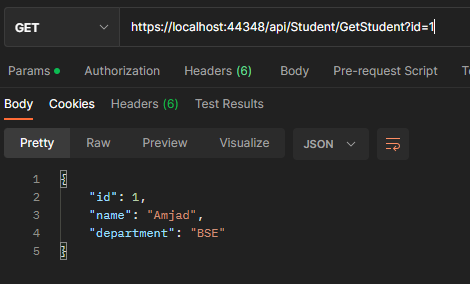 GET https://localhost:44348/api/Student/GetStudent?id=1
Params Authorization Headers (6) Body Pre-request Script
Body Cookies Headers (6) Test Results
Pretty Raw Preview Visualize JSON
1 {
2 "id": 1,
3 "name": "Amjad",
4 "department": "BSE"
5 }